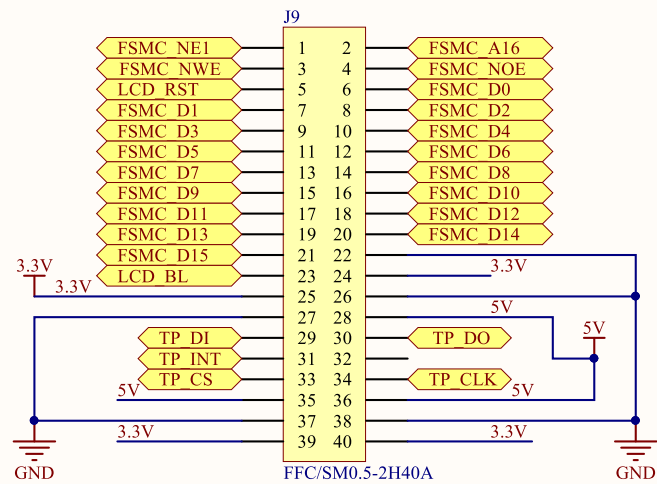 J9
FSMC_NE1 1 2 FSMC_A16
FSMC_NWE 3 4 FSMC_NOE
LCD_RST 5 6 FSMC_D0
FSMC_D1 7 8 FSMC_D2
FSMC_D3 9 10 FSMC_D4
FSMC_D5 11 12 FSMC_D6
FSMC_D7 13 14 FSMC_D8
FSMC_D9 15 16 FSMC_D10
FSMC_D11 17 18 FSMC_D12
FSMC_D13 19 20 FSMC_D14
FSMC_D15 21 22
3.3V LCD_BL 23 24 3.3V
3.3V 25 26
27 28 5V
TP_DI 29 30 TP_DO 5V
TP_INT 31 32
TP_CS 33 34 TP_CLK
5V 35 36 5V
37 38
3.3V 39 40 3.3V
GND FFC/SM0.5-2H40A GND